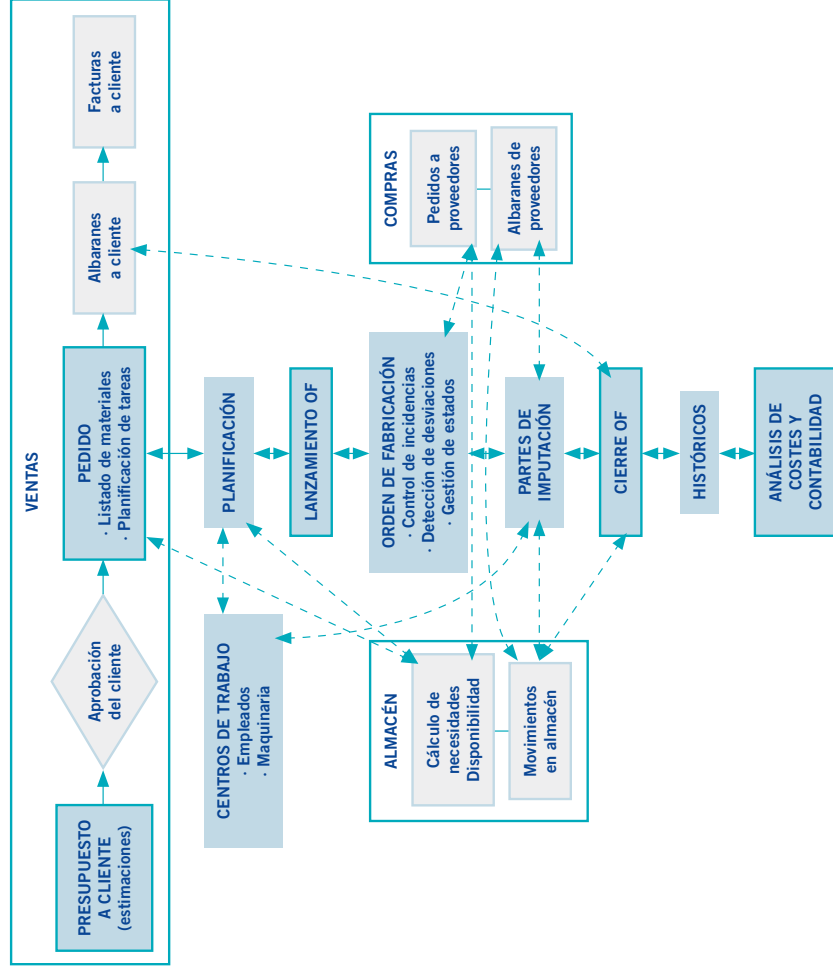 VENTAS
PRESUPUESTO
A CLIENTE
(estimaciones)
Aprobación
del cliente
PEDIDO
· Listado de materiales
· Planificación de tareas
Albaranes
a cliente
Facturas
a cliente
CENTROS DE TRABAJO
· Empleados
· Maquinaria
PLANIFICACIÓN
LANZAMIENTO OF
ALMACÉN
Cálculo de
necesidades
Disponibilidad
Movimientos
en almacén
ORDEN DE FABRICACIÓN
· Control de incidencias
· Detección de desviaciones
· Gestión de estados
COMPRAS
Pedidos a
proveedores
Albaranes de
proveedores
PARTES DE
IMPUTACIÓN
CIERRE OF
HISTÓRICOS
ANÁLISIS DE
COSTES Y
CONTABILIDAD